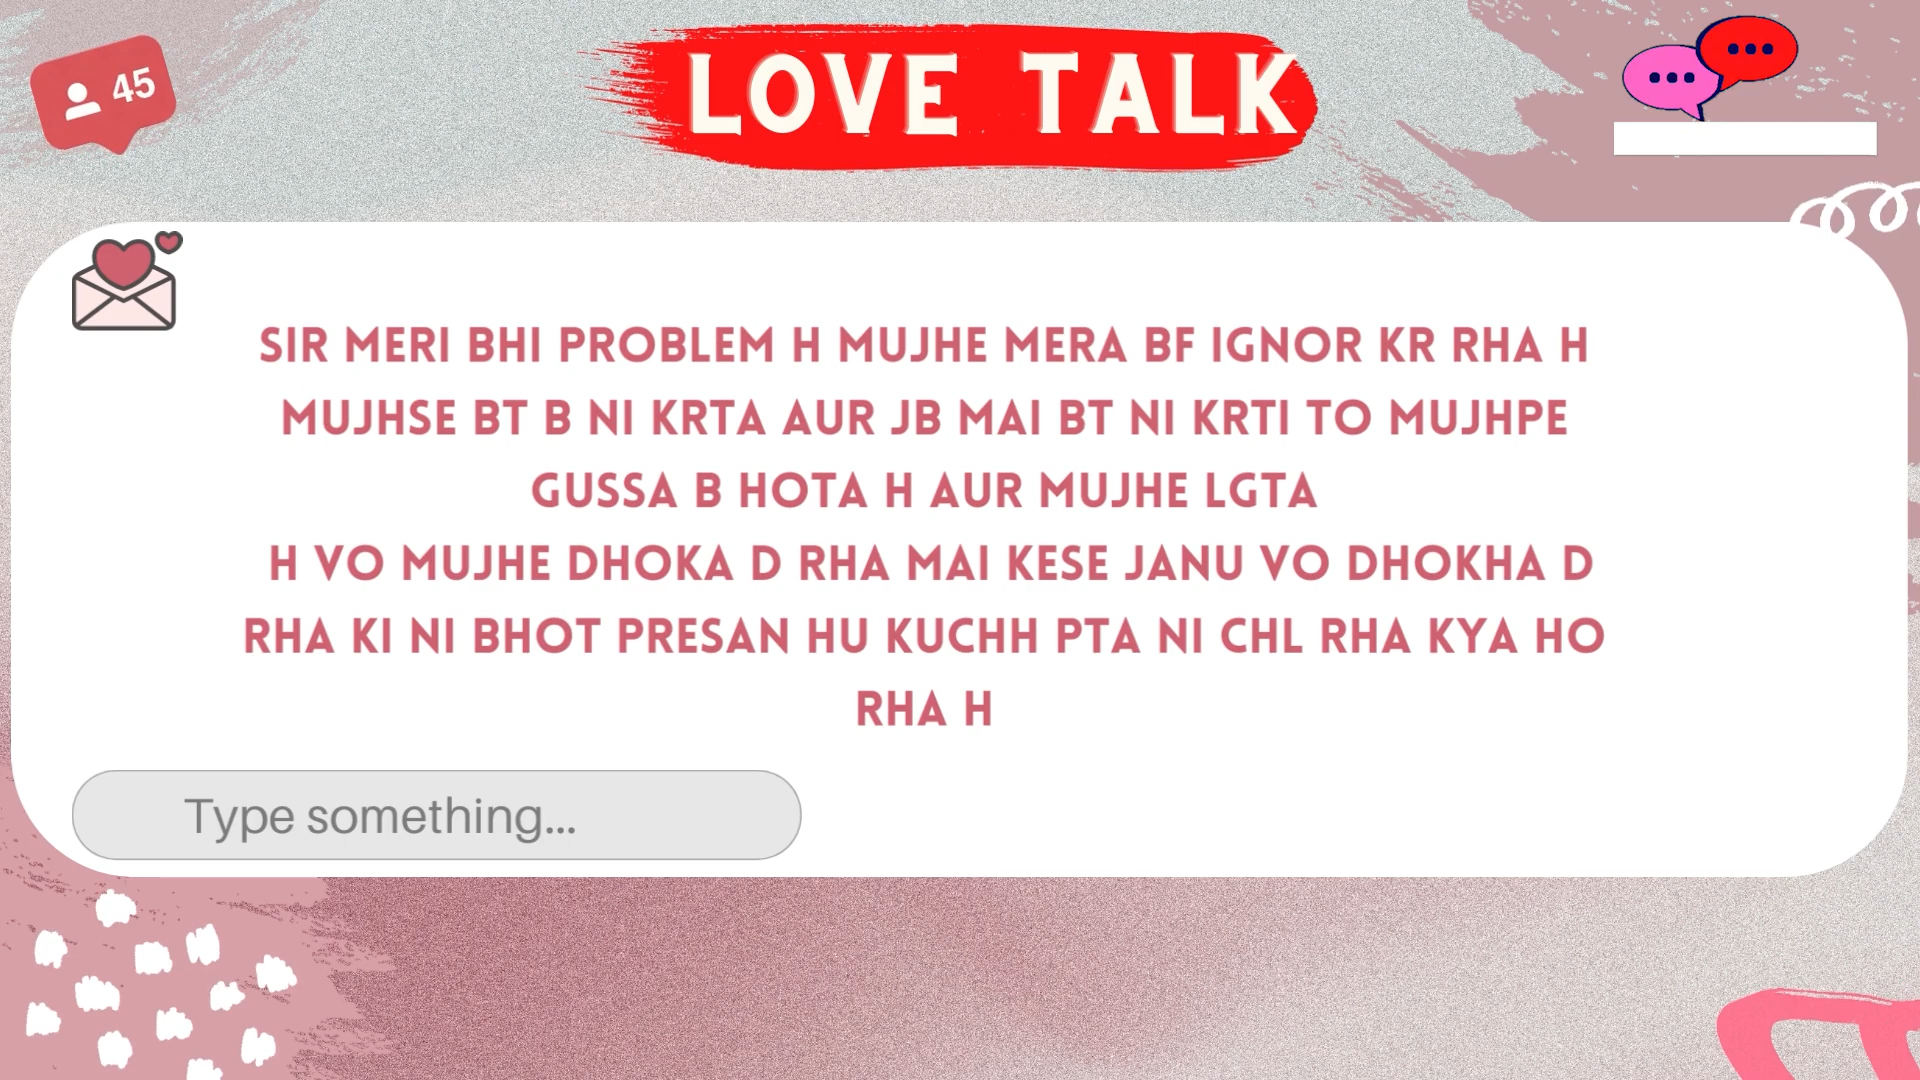 45
LOVE TALK
SIR MERI BHI PROBLEM H MUJHE MERA BF IGNOR KR RHA H
MUJHSE BT B NI KRTA AUR JB MAI BT NI KRTI TO MUJHPE
GUSSA B HOTA H AUR MUJHE LGTA
H VO MUJHE DHOKA D RHA MAI KESE JANU VO DHOKHA D
RHA KI NI BHOT PRESAN HU KUCHH PTA NI CHL RHA KYA HO
RHA H
Type something...